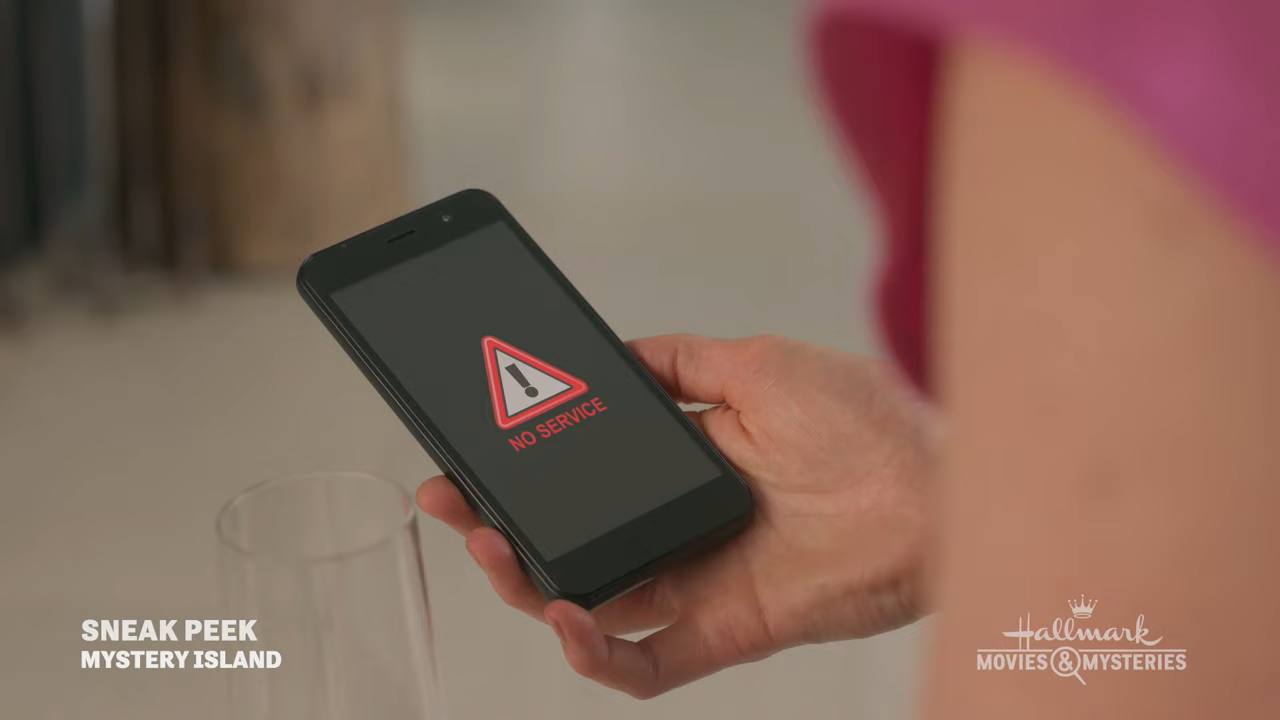 NO SERVICE
SNEAK PEEK
MYSTERY ISLAND
Hallmark
MOVIES & MYSTERIES